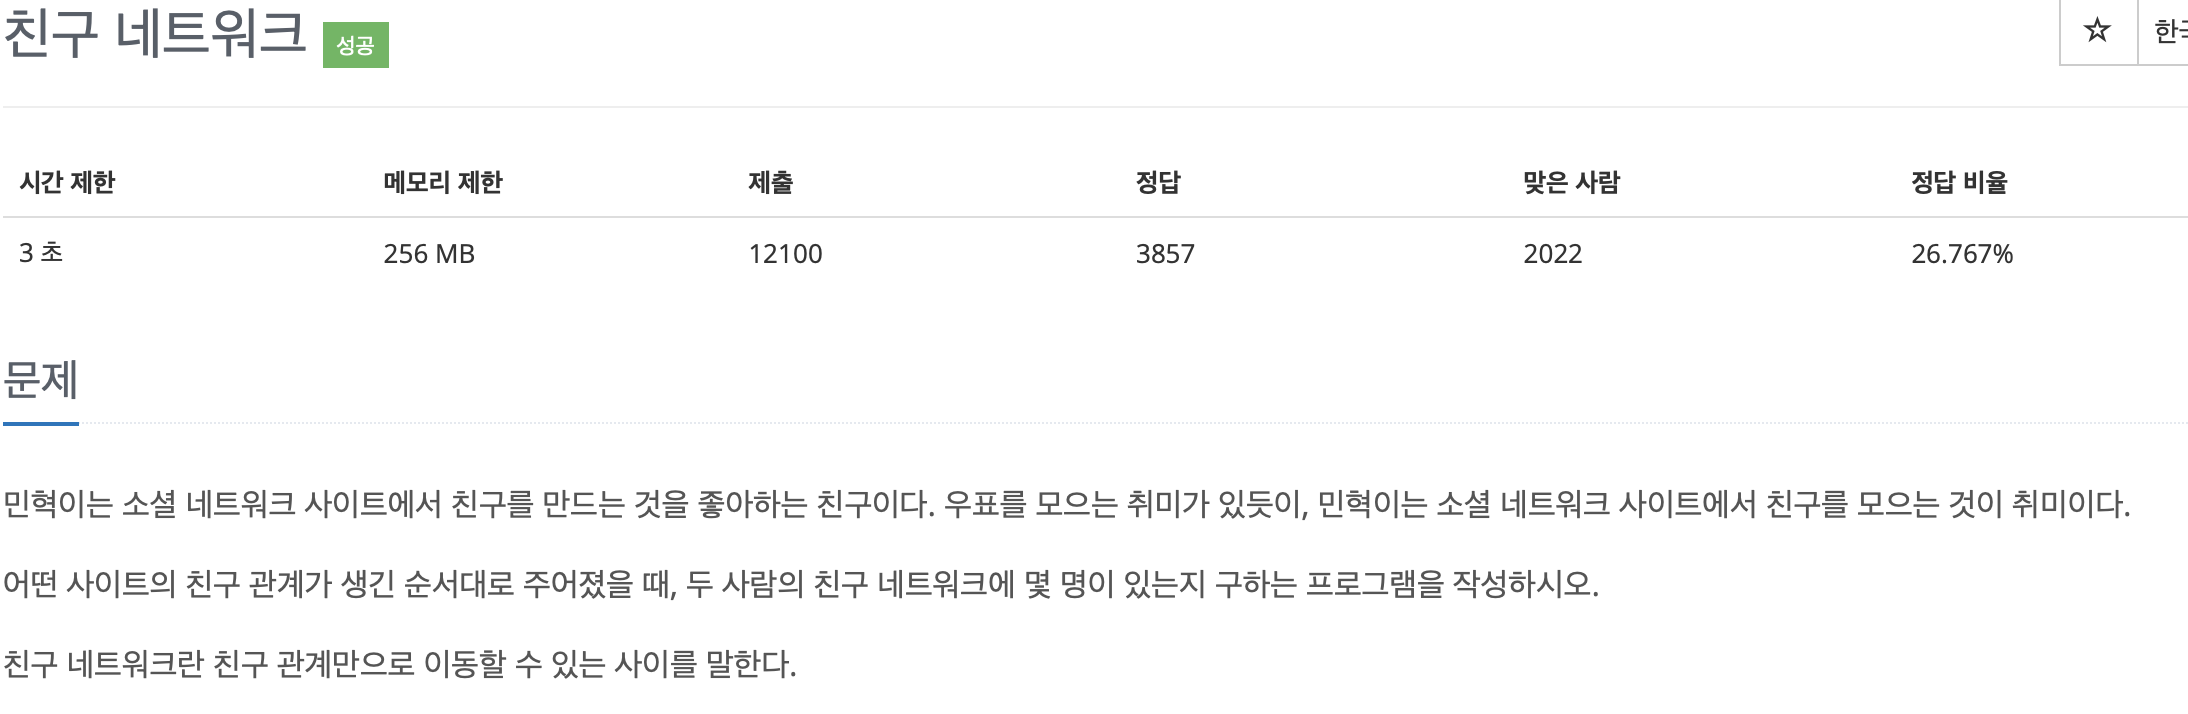 친구 네트워크 성공
☆
시간 제한 메모리 제한 제출 정답 맞은 사람 정답 비율
3 초 256 MB 12100 3857 2022 26.767%
문제
민혁이는 소셜 네트워크 사이트에서 친구를 만드는 것을 좋아하는 친구이다. 우표를 모으는 취미가 있듯이, 민혁이는 소셜 네트워크 사이트에서 친구를 모으는 것이 취미이다.
어떤 사이트의 친구 관계가 생긴 순서대로 주어졌을 때, 두 사람의 친구 네트워크에 몇 명이 있는지 구하는 프로그램을 작성하시오.
친구 네트워크란 친구 관계만으로 이동할 수 있는 사이를 말한다.